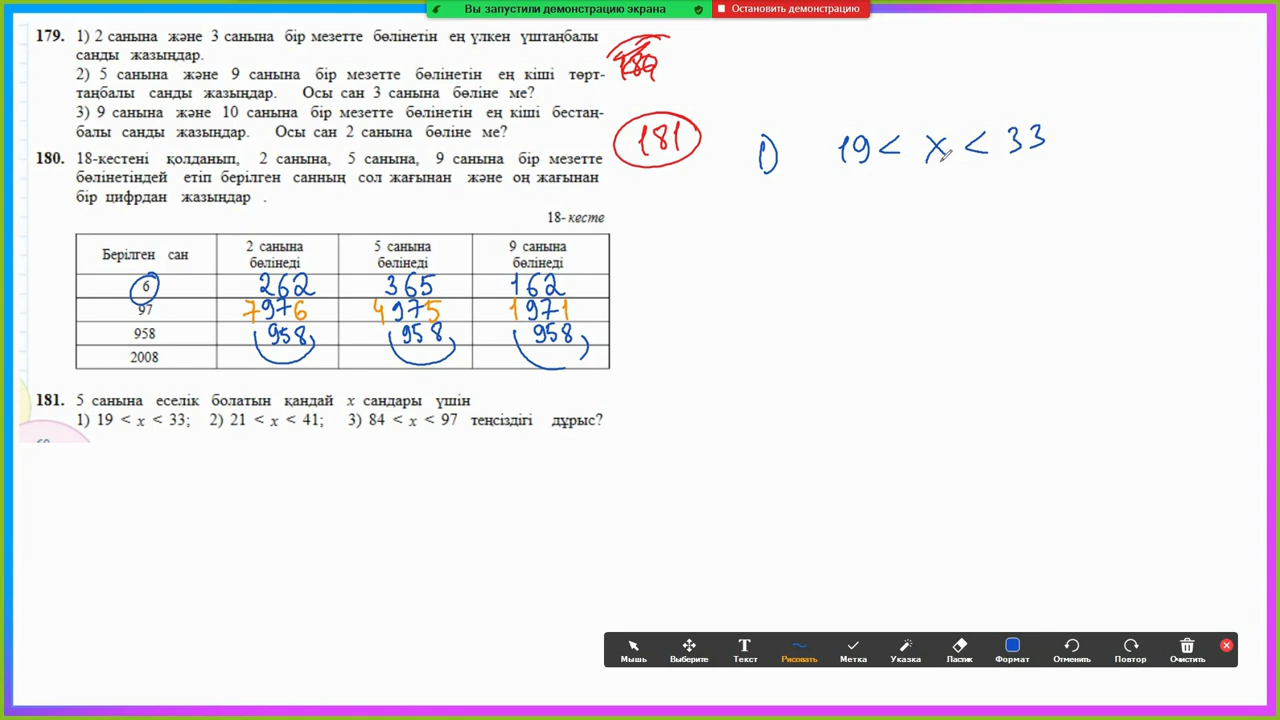 Вы запустили демонстрацию экрана
Остановить демонстрацию
179. 1) 2 санына және 3 санына бір мезетте бөлінетін ең үлкен үштаңбалы
санды жазыңдар.
2) 5 санына және 9 санына бір мезетте бөлінетін ең кіші төрт-
таңбалы санды жазыңдар. Осы сан 3 санына бөліне ме?
3) 9 санына және 10 санына бір мезетте бөлінетін ең кіші бестаң-
балы санды жазыңдар. Осы сан 2 санына бөліне ме?
180. 18-кестені қолданып, 2 санына, 5 санына, 9 санына бір мезетте
бөлінетіндей етіп берілген санның сол жағынан және оң жағынан
бір цифрдан жазыңдар .
18-кесте
Берілген сан
2 санына
бөлінеді
5 санына
бөлінеді
9 санына
бөлінеді
6 262 365 162
97 7976 4975 1971
958 958 958 958
2008
181. 5 санына еселік болатын қандай x сандары үшін
1) 19 < x < 33; 2) 21 < x < 41; 3) 84 < x < 97 теңсіздігі дұрыс?
181
1) 19 < x < 33
Мышь Выберите Текст Рисовать Метка Указка Ластик Формат Отменить Повтор Очистить